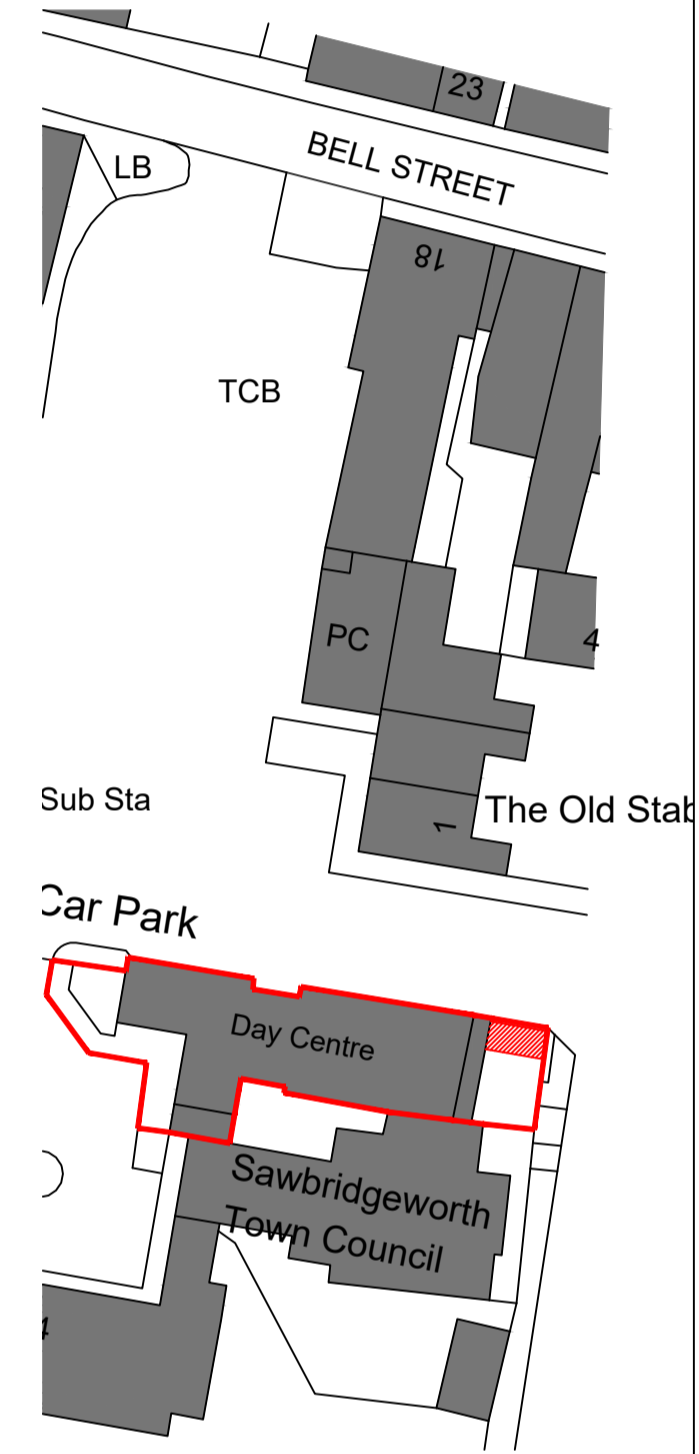 23
BELL STREET
LB
18
TCB
PC
4
Sub Sta
1
The Old Stab
Car Park
Day Centre
Sawbridgeworth
Town Council
4